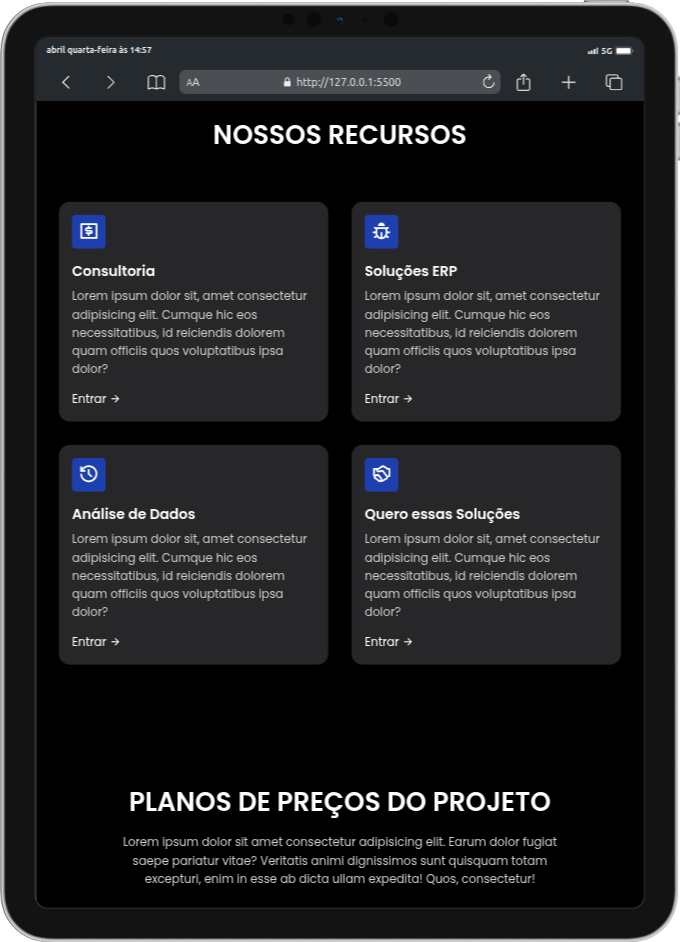 abril quarta-feira às 14:57
5G
AA
http://127.0.0.1:5500
NOSSOS RECURSOS
Consultoria
Lorem ipsum dolor sit, amet consectetur
adipisicing elit. Cumque hic eos
necessitatibus, id reiciendis dolorem
quam officiis quos voluptatibus ipsa
dolor?
Entrar →
Soluções ERP
Lorem ipsum dolor sit, amet consectetur
adipisicing elit. Cumque hic eos
necessitatibus, id reiciendis dolorem
quam officiis quos voluptatibus ipsa
dolor?
Entrar →
Análise de Dados
Lorem ipsum dolor sit, amet consectetur
adipisicing elit. Cumque hic eos
necessitatibus, id reiciendis dolorem
quam officiis quos voluptatibus ipsa
dolor?
Entrar →
Quero essas Soluções
Lorem ipsum dolor sit, amet consectetur
adipisicing elit. Cumque hic eos
necessitatibus, id reiciendis dolorem
quam officiis quos voluptatibus ipsa
dolor?
Entrar →
PLANOS DE PREÇOS DO PROJETO
Lorem ipsum dolor sit amet consectetur adipisicing elit. Earum dolor fugiat
saepe pariatur vitae? Veritatis animi dignissimos sunt quisquam totam
excepturi, enim in esse ab dicta ullam expedita! Quos, consectetur!